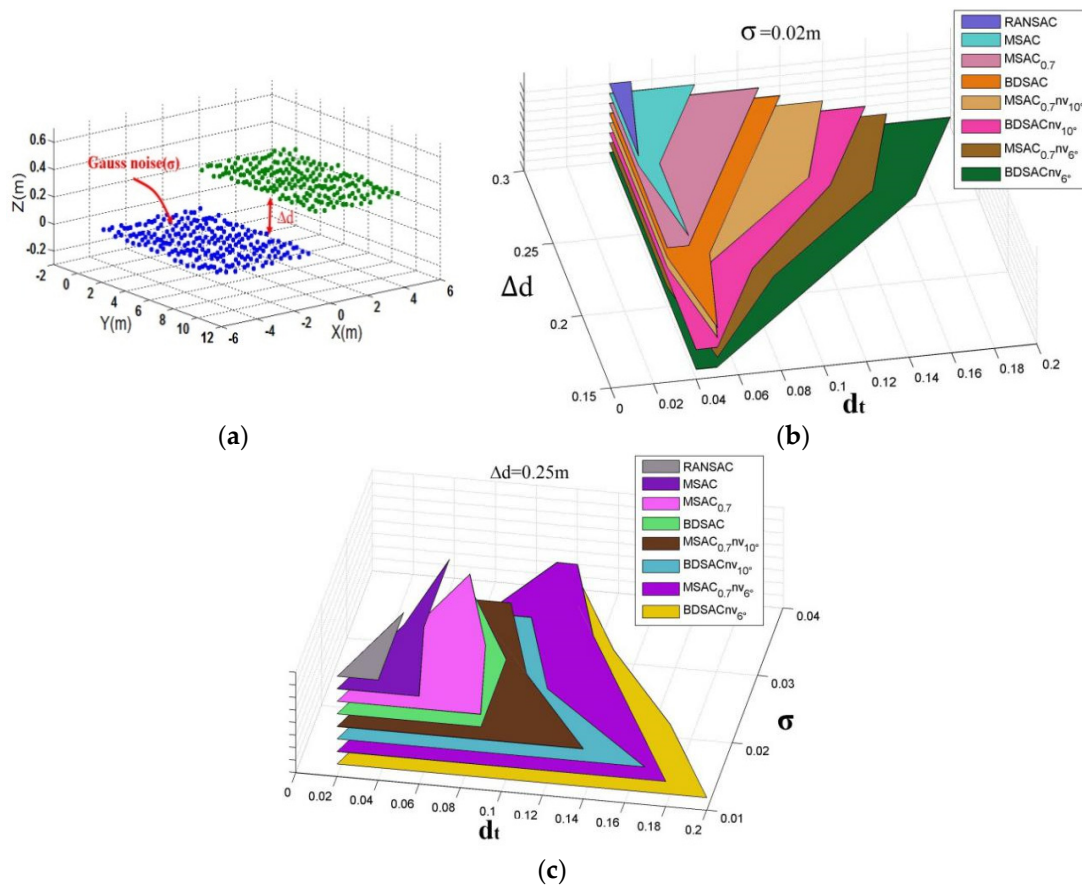 Gauss noise(σ)
Δd
Z(m)
0.6
0.4
0.2
0
-0.2
-2
0
2
4
6
8
10
12
Y(m)
-6
-4
-2
0
2
4
6
X(m)
(a)
σ =0.02m
RANSAC
MSAC
MSAC0.7
BDSAC
MSAC0.7nv10°
BDSACnv10°
MSAC0.7nv6°
BDSACnv6°
0.3
0.25
0.2
0.15
Δd
0
0.02
0.04
0.06
0.08
0.1
0.12
0.14
0.16
0.18
0.2
dt
(b)
Δd=0.25m
RANSAC
MSAC
MSAC0.7
BDSAC
MSAC0.7nv10°
BDSACnv10°
MSAC0.7nv6°
BDSACnv6°
0.04
0.03
0.02
0.01
σ
0
0.02
0.04
0.06
0.08
0.1
0.12
0.14
0.16
0.18
0.2
dt
(c)